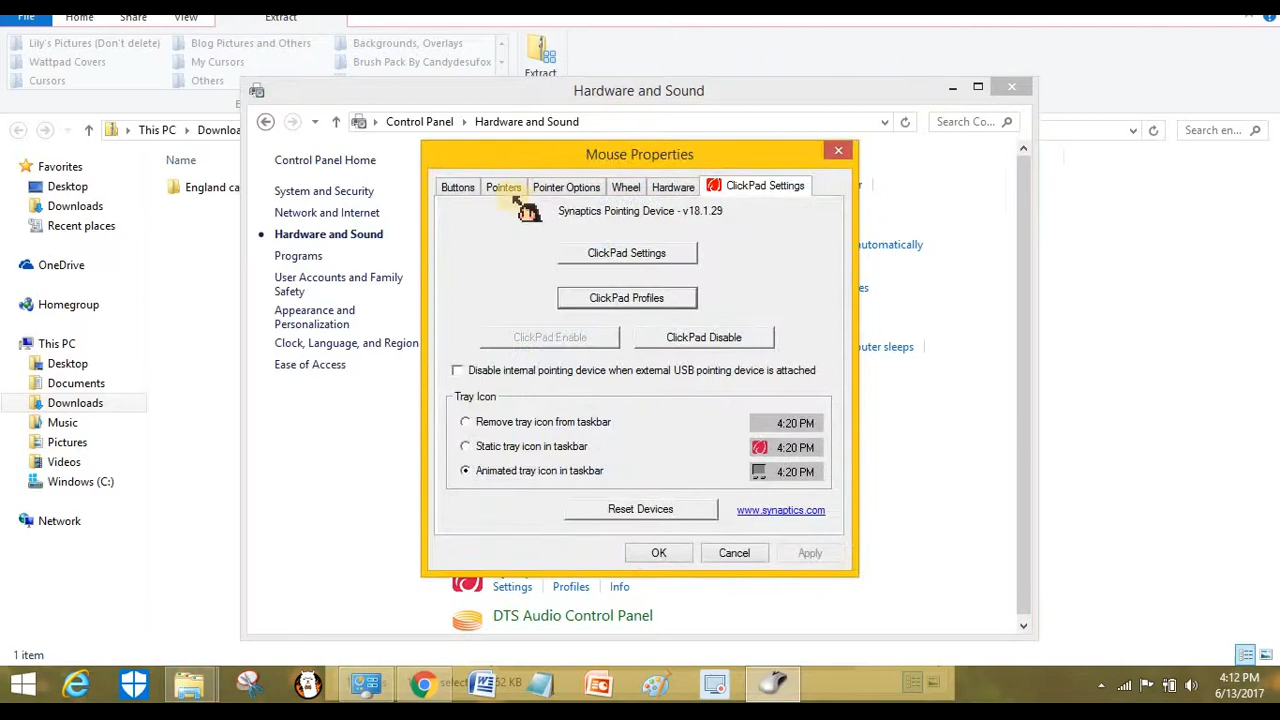 File Home Share View Extract
Lily's Pictures (Don't delete) Blog Pictures and Others Backgrounds, Overlays
Wattpad Covers My Cursors Brush Pack By Candydesufox
Cursors Others
Extract
Hardware and Sound
This PC Downloa
Control Panel Hardware and Sound
Search Co...
Search en...
Favorites
Desktop
Downloads
Recent places
OneDrive
Homegroup
This PC
Desktop
Documents
Downloads
Music
Pictures
Videos
Windows (C:)
Network
Name
England ca
Control Panel Home
System and Security
Network and Internet
Hardware and Sound
Programs
User Accounts and Family
Safety
Appearance and
Personalization
Clock, Language, and Region
Ease of Access
Mouse Properties
Buttons Pointers Pointer Options Wheel Hardware ClickPad Settings
Synaptics Pointing Device - v18.1.29
ClickPad Settings
ClickPad Profiles
ClickPad Enable ClickPad Disable
Disable internal pointing device when external USB pointing device is attached
Tray Icon
Remove tray icon from taskbar 4:20 PM
Static tray icon in taskbar 4:20 PM
Animated tray icon in taskbar 4:20 PM
Reset Devices www.synaptics.com
OK Cancel Apply
automatically
uter sleeps
Settings Profiles Info
DTS Audio Control Panel
1 item
4:12 PM
6/13/2017